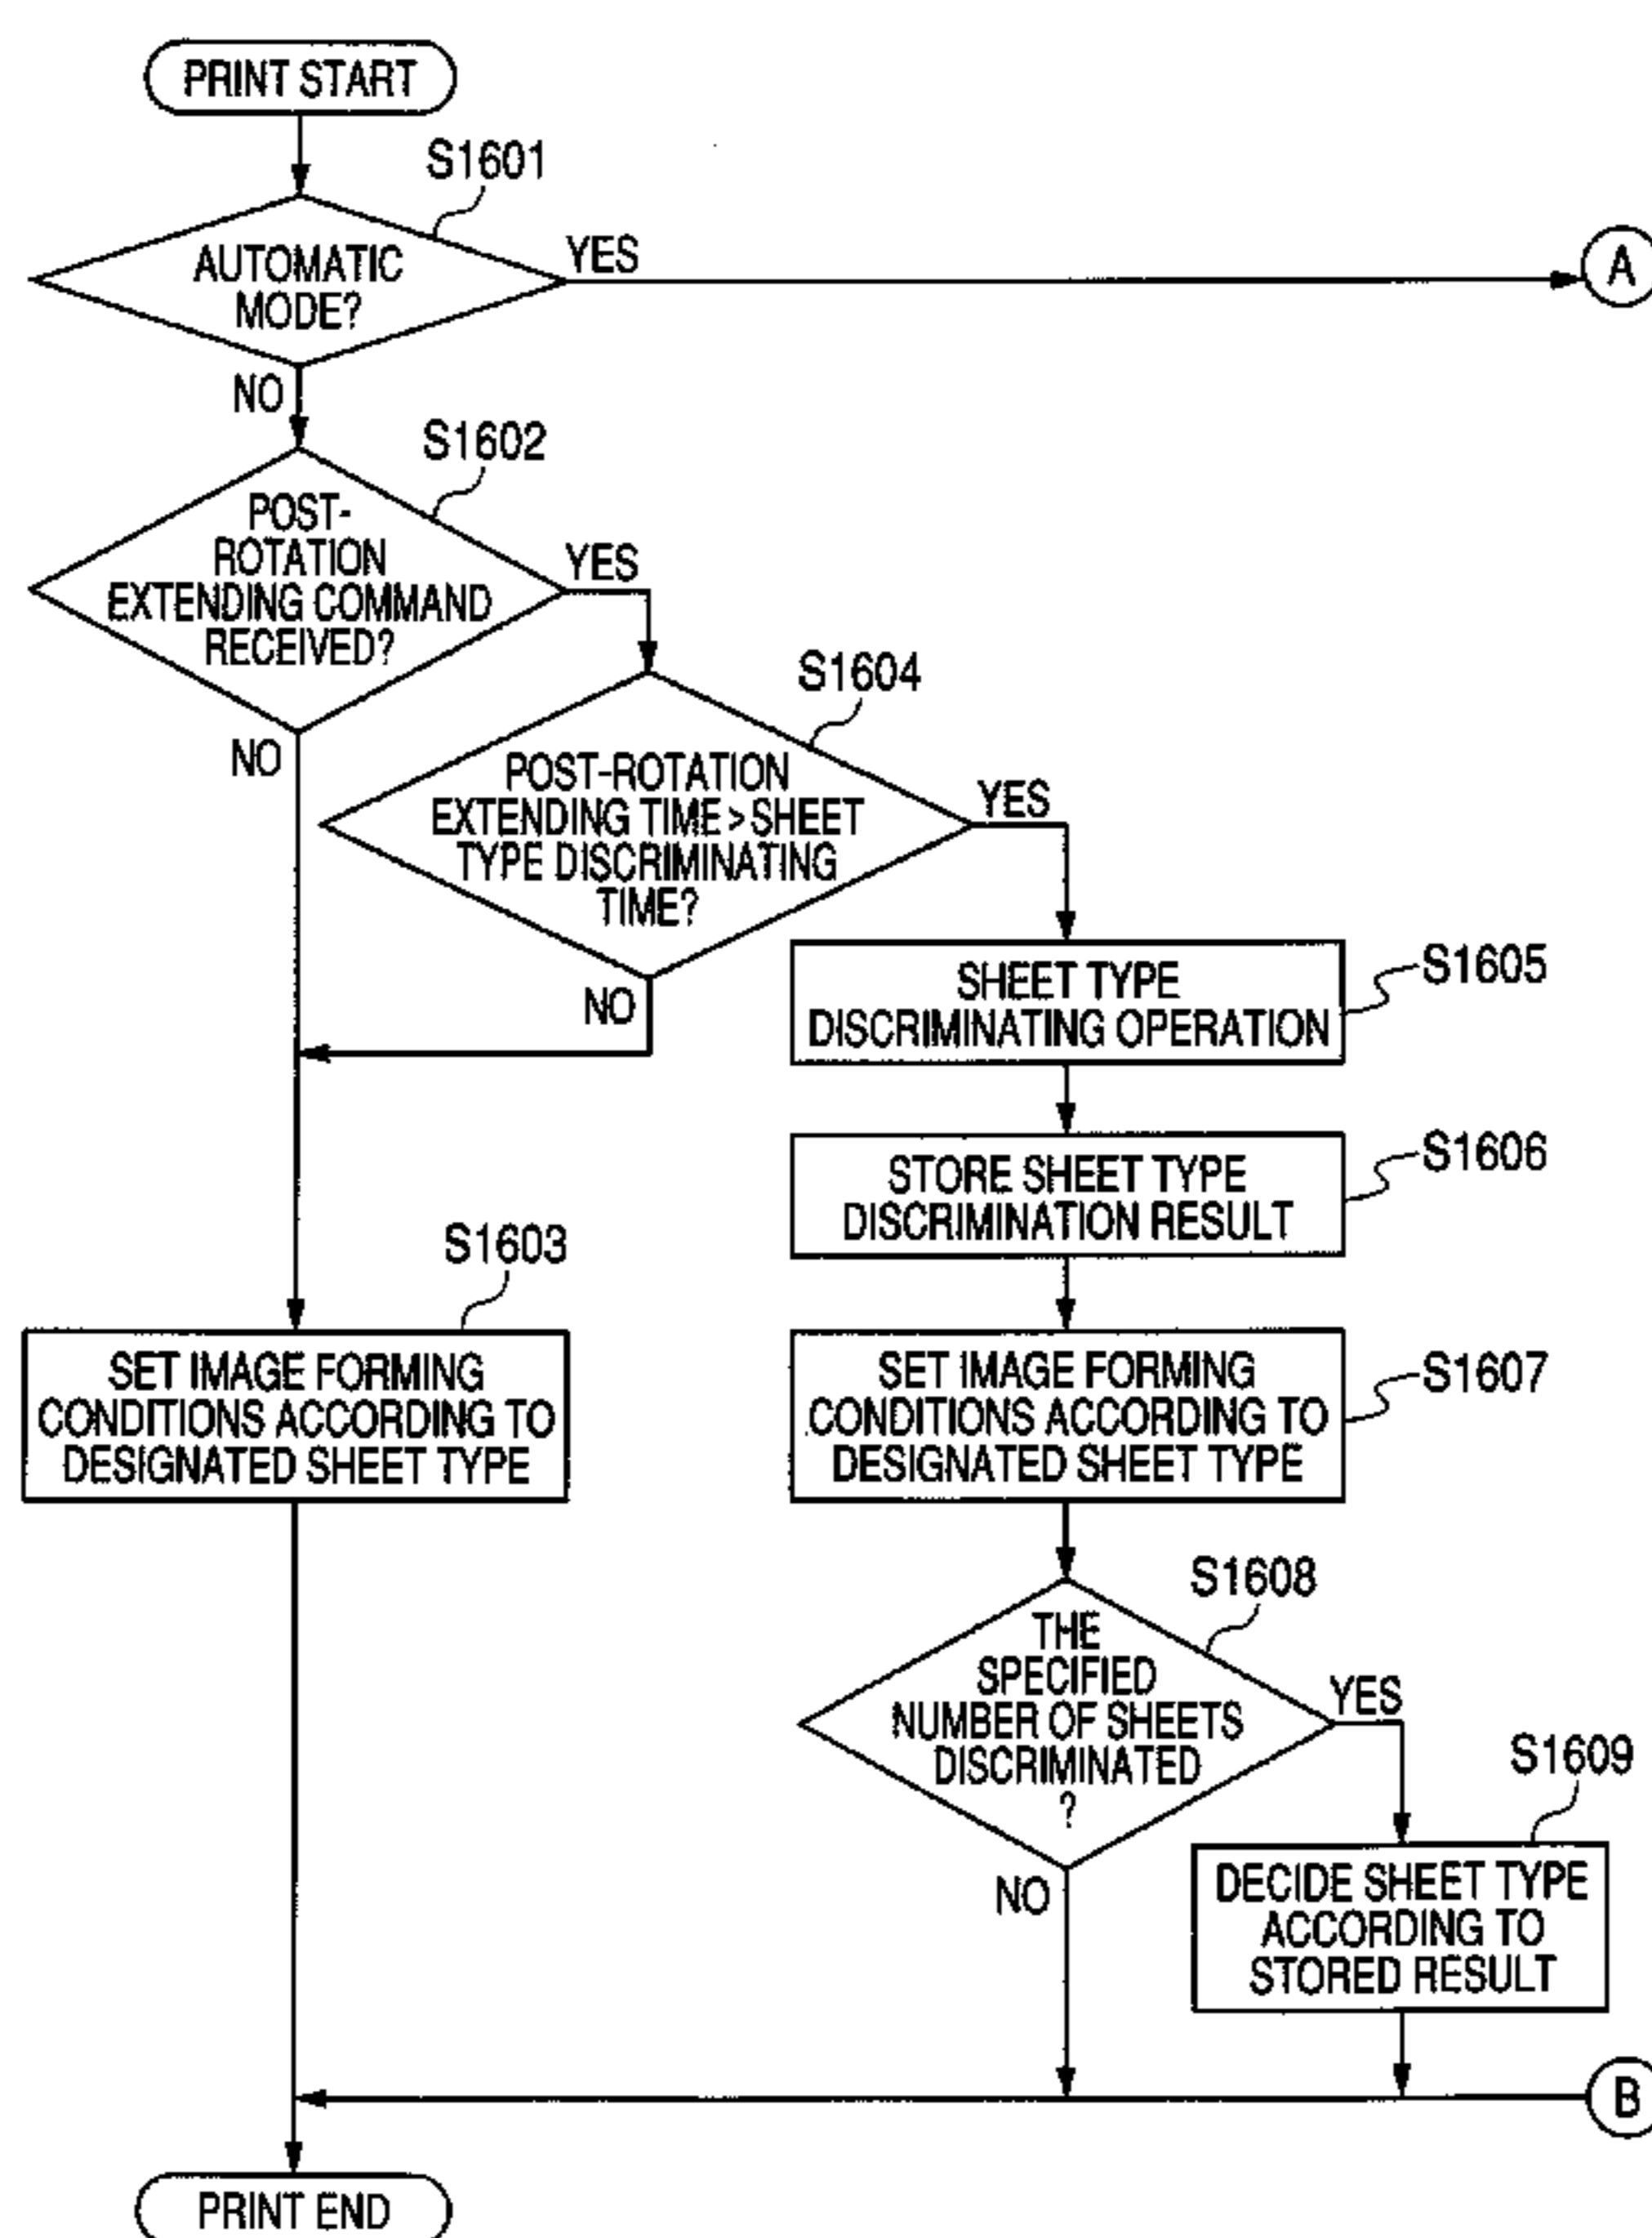 PRINT START
S1601
AUTOMATIC
MODE?
YES
A
NO
S1602
POST-
ROTATION
EXTENDING COMMAND
RECEIVED?
YES
NO
S1604
POST-ROTATION
EXTENDING TIME>SHEET
TYPE DISCRIMINATING
TIME?
YES
NO
SHEET TYPE
DISCRIMINATING OPERATION
S1605
STORE SHEET TYPE
DISCRIMINATION RESULT
S1606
S1603
SET IMAGE FORMING
CONDITIONS ACCORDING TO
DESIGNATED SHEET TYPE
SET IMAGE FORMING
CONDITIONS ACCORDING TO
DESIGNATED SHEET TYPE
S1607
S1608
THE
SPECIFIED
NUMBER OF SHEETS
DISCRIMINATED
?
YES
NO
S1609
DECIDE SHEET TYPE
ACCORDING TO
STORED RESULT
B
PRINT END